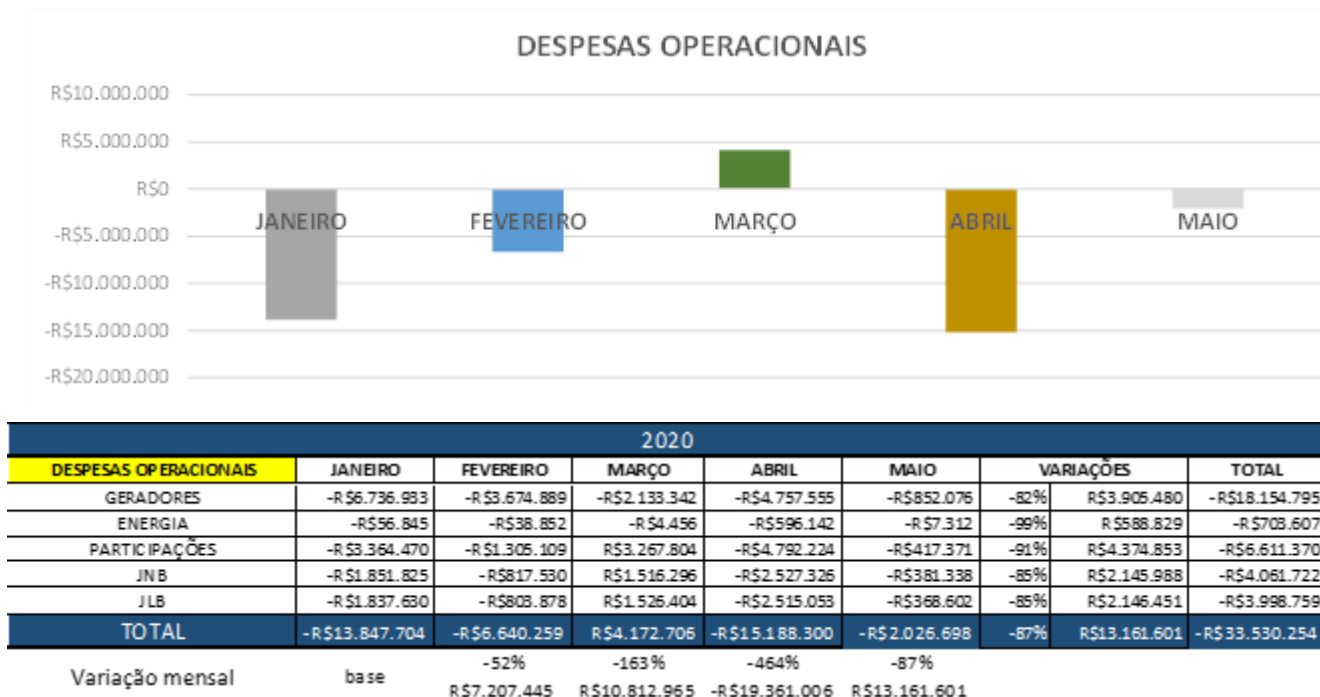 DESPESAS OPERACIONAIS
R$10.000.000
R$5.000.000
R$0
-R$5.000.000
-R$10.000.000
-R$15.000.000
-R$20.000.000
JANEIRO FEVEREIRO MARÇO ABRIL MAIO
2020
DESPESAS OPERACIONAIS JANEIRO FEVEREIRO MARÇO ABRIL MAIO VARIAÇÕES TOTAL
GERADORES -R$6.736.933 -R$3.674.889 -R$2.133.342 -R$4.757.555 -R$852.076 -82% R$3.905.480 -R$18.154.795
ENERGIA -R$56.845 -R$38.852 -R$4.456 -R$596.142 -R$7.312 -99% R$588.829 -R$703.607
PARTICIPAÇÕES -R$3.364.470 -R$1.305.109 R$3.267.804 -R$4.792.224 -R$417.371 -91% R$4.374.853 -R$6.611.370
JNB -R$1.851.825 -R$817.530 R$1.516.296 -R$2.527.326 -R$381.338 -85% R$2.145.988 -R$4.061.722
JLB -R$1.837.630 -R$803.878 R$1.526.404 -R$2.515.053 -R$368.602 -85% R$2.146.451 -R$3.998.759
TOTAL -R$13.847.704 -R$6.640.259 R$4.172.706 -R$15.188.300 -R$2.026.698 -87% R$13.161.601 -R$33.530.254
Variação mensal base -52% -163% -464% -87%
R$7.207.445 R$10.812.965 -R$19.361.006 R$13.161.601